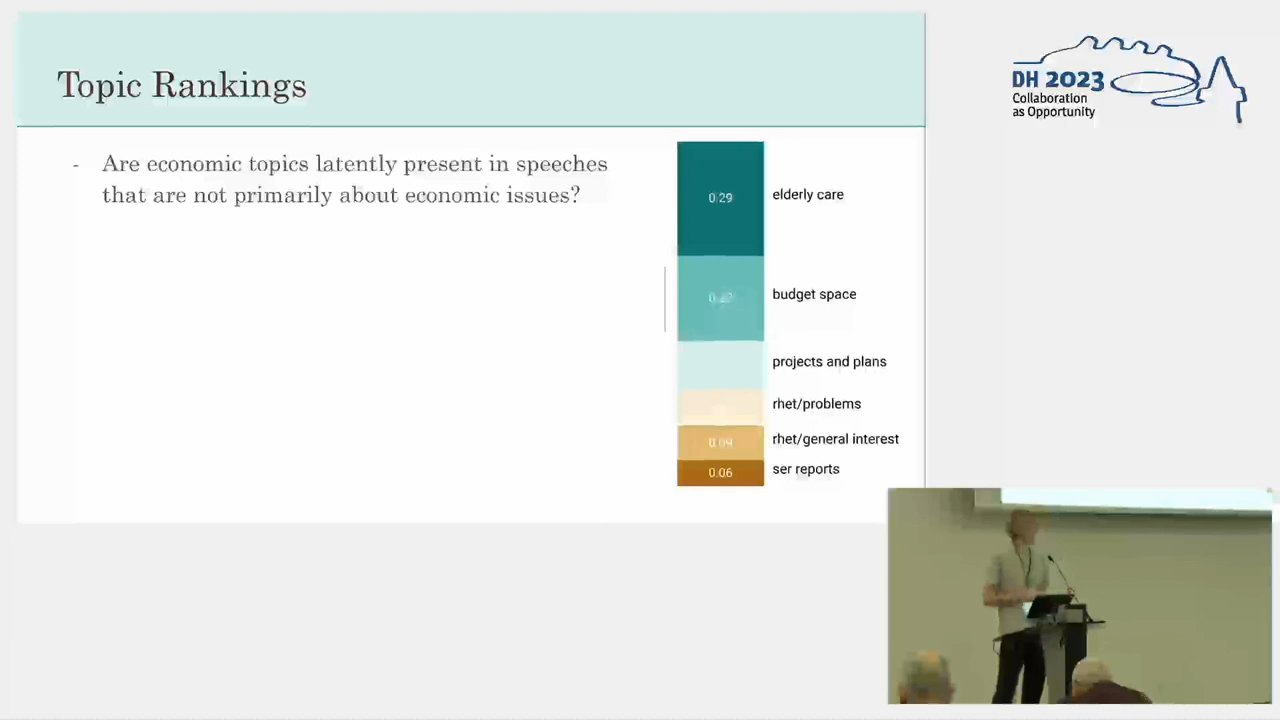 Topic Rankings
- Are economic topics latently present in speeches
that are not primarily about economic issues?
0.29 elderly care
budget space
projects and plans
rhet/problems
0.09 rhet/general interest
0.06 ser reports
DH 2023
Collaboration
as Opportunity